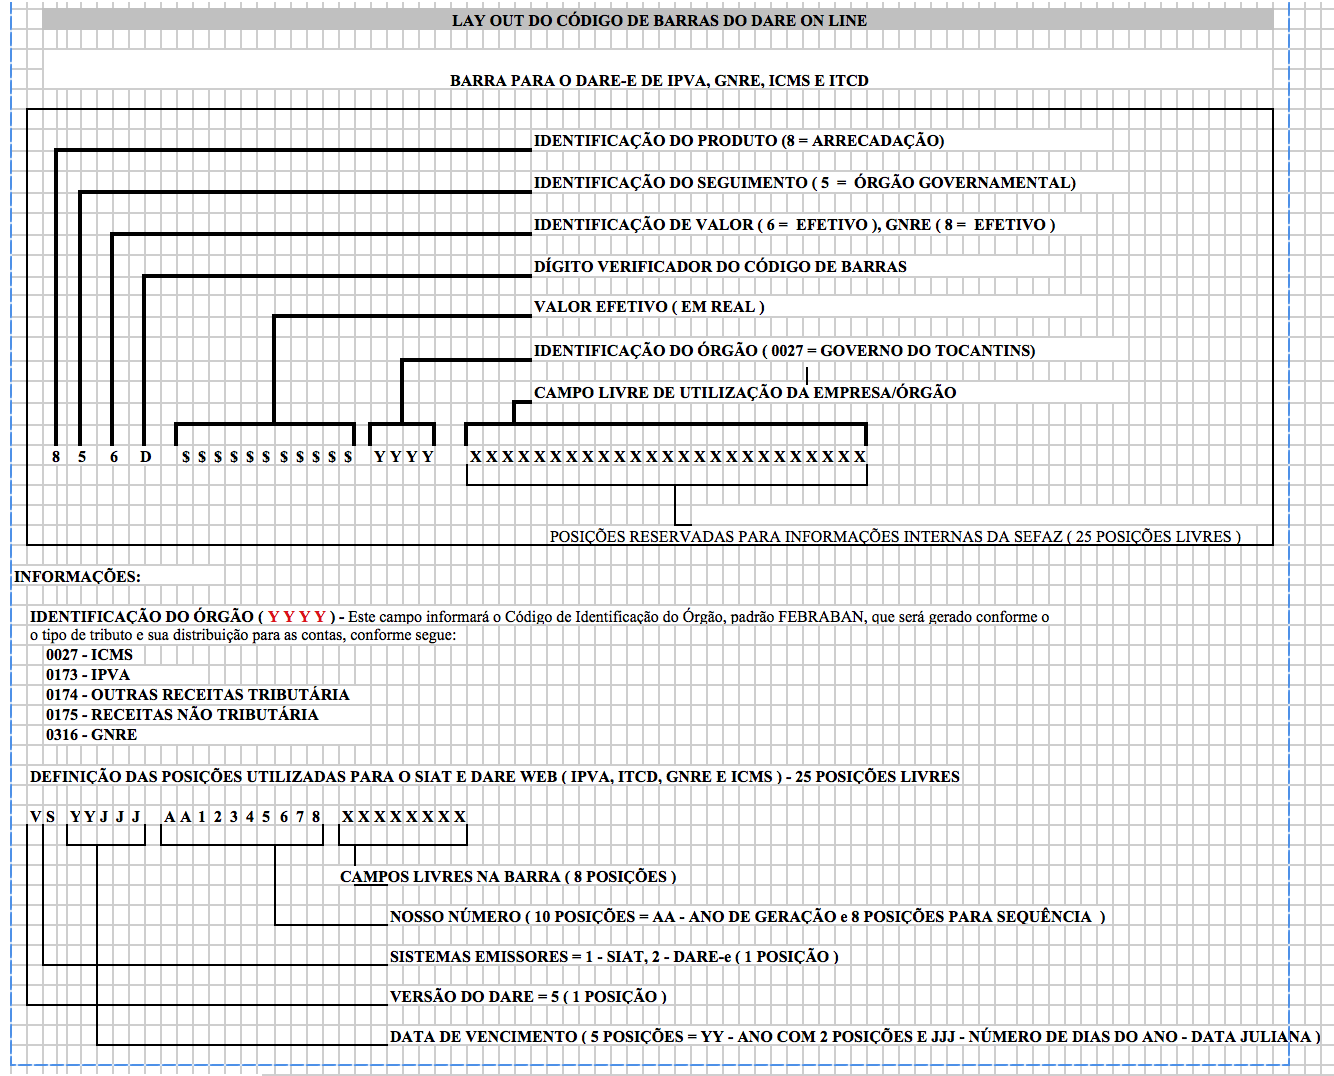 LAY OUT DO CÓDIGO DE BARRAS DO DARE ON LINE
BARRA PARA O DARE-E DE IPVA, GNRE, ICMS E ITCD
IDENTIFICAÇÃO DO PRODUTO (8 = ARRECADAÇÃO)
IDENTIFICAÇÃO DO SEGUIMENTO ( 5 = ÓRGÃO GOVERNAMENTAL)
IDENTIFICAÇÃO DE VALOR ( 6 = EFETIVO ), GNRE ( 8 = EFETIVO )
DÍGITO VERIFICADOR DO CÓDIGO DE BARRAS
VALOR EFETIVO ( EM REAL )
IDENTIFICAÇÃO DO ÓRGÃO ( 0027 = GOVERNO DO TOCANTINS)
CAMPO LIVRE DE UTILIZAÇÃO DA EMPRESA/ÓRGÃO
8 5 6 D $ $ $ $ $ $ $ $ $ $ $ Y Y Y Y X X X X X X X X X X X X X X X X X X X X X X X X X
POSIÇÕES RESERVADAS PARA INFORMAÇÕES INTERNAS DA SEFAZ ( 25 POSIÇÕES LIVRES )
INFORMAÇÕES:
IDENTIFICAÇÃO DO ÓRGÃO ( Y Y Y Y ) - Este campo informará o Código de Identificação do Órgão, padrão FEBRABAN, que será gerado conforme o
o tipo de tributo e sua distribuição para as contas, conforme segue:
0027 - ICMS
0173 - IPVA
0174 - OUTRAS RECEITAS TRIBUTÁRIA
0175 - RECEITAS NÃO TRIBUTÁRIA
0316 - GNRE
DEFINIÇÃO DAS POSIÇÕES UTILIZADAS PARA O SIAT E DARE WEB ( IPVA, ITCD, GNRE E ICMS ) - 25 POSIÇÕES LIVRES
V S Y Y J J J A A 1 2 3 4 5 6 7 8 X X X X X X X X
CAMPOS LIVRES NA BARRA ( 8 POSIÇÕES )
NOSSO NÚMERO ( 10 POSIÇÕES = AA - ANO DE GERAÇÃO e 8 POSIÇÕES PARA SEQUÊNCIA )
SISTEMAS EMISSORES = 1 - SIAT, 2 - DARE-e ( 1 POSIÇÃO )
VERSÃO DO DARE = 5 ( 1 POSIÇÃO )
DATA DE VENCIMENTO ( 5 POSIÇÕES = YY - ANO COM 2 POSIÇÕES E JJJ - NÚMERO DE DIAS DO ANO - DATA JULIANA )